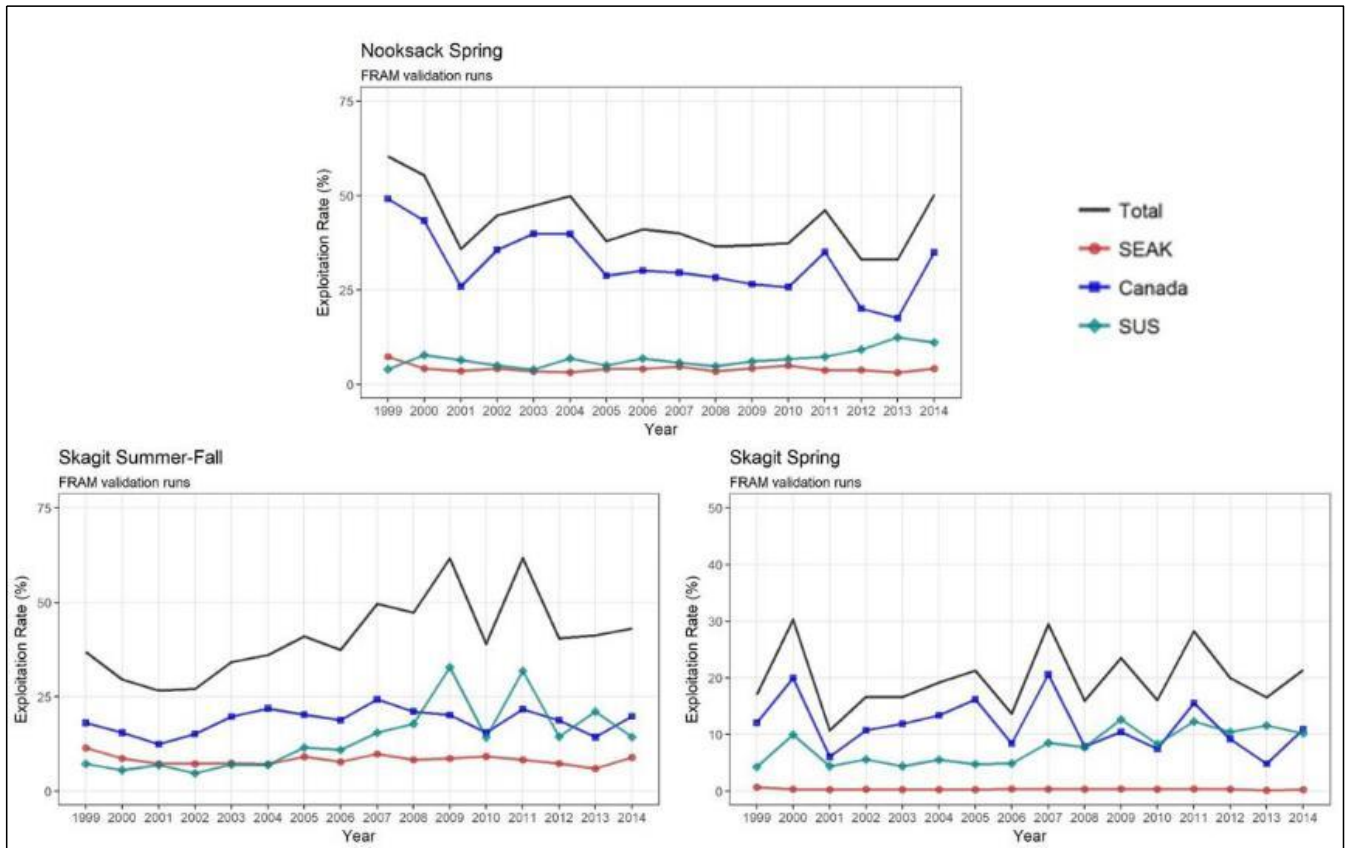 Nooksack Spring
FRAM validation runs
75
50
25
0
Exploitation Rate (%)
1999 2000 2001 2002 2003 2004 2005 2006 2007 2008 2009 2010 2011 2012 2013 2014
Year
Total
SEAK
Canada
SUS
Skagit Summer-Fall
FRAM validation runs
75
50
25
0
Exploitation Rate (%)
1999 2000 2001 2002 2003 2004 2005 2006 2007 2008 2009 2010 2011 2012 2013 2014
Year
Skagit Spring
FRAM validation runs
50
40
30
20
10
0
Exploitation Rate (%)
1999 2000 2001 2002 2003 2004 2005 2006 2007 2008 2009 2010 2011 2012 2013 2014
Year